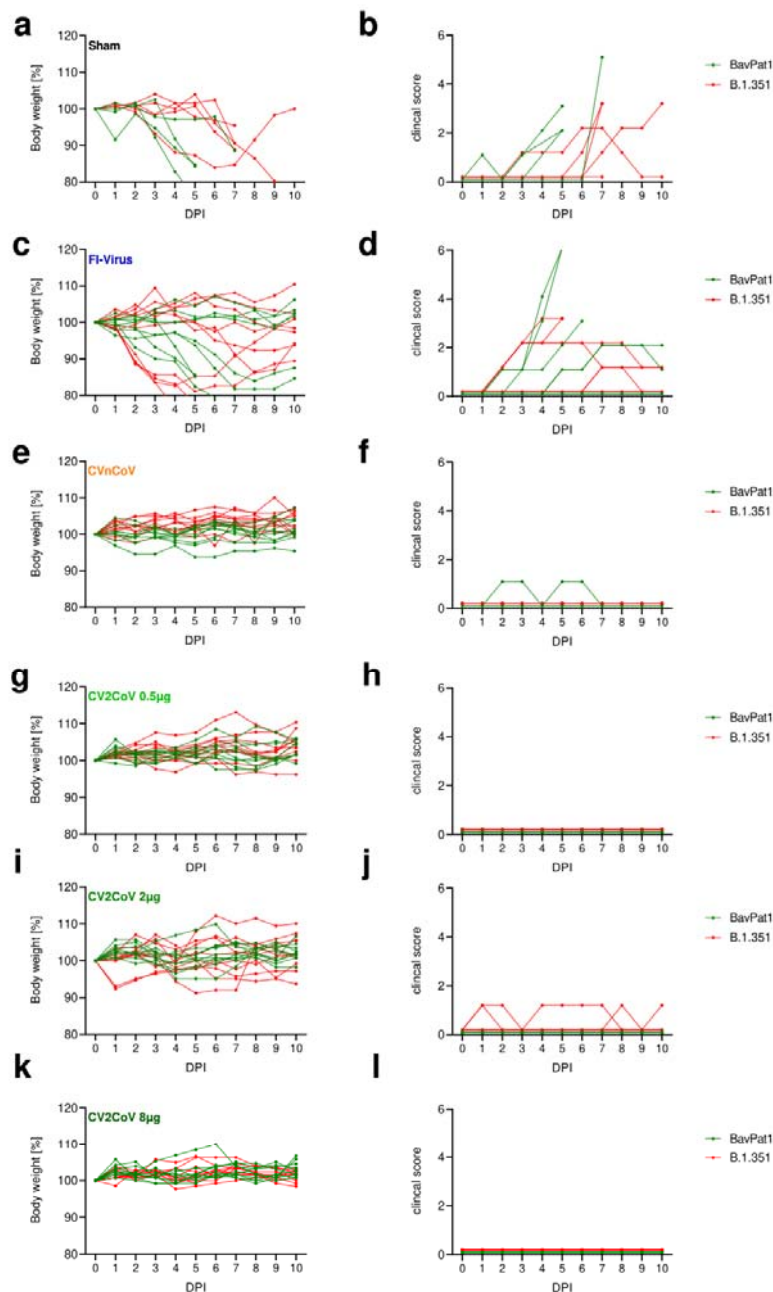 a
Sham
120
110
100
90
80
Body weight [%]
0 1 2 3 4 5 6 7 8 9 10
DPI
b
6
4
2
0
clincal score
0 1 2 3 4 5 6 7 8 9 10
DPI
BavPat1
B.1.351
c
FI-Virus
120
110
100
90
80
Body weight [%]
0 1 2 3 4 5 6 7 8 9 10
DPI
d
6
4
2
0
clincal score
0 1 2 3 4 5 6 7 8 9 10
DPI
BavPat1
B.1.351
e
CVnCoV
120
110
100
90
80
Body weight [%]
0 1 2 3 4 5 6 7 8 9 10
DPI
f
6
4
2
0
clincal score
0 1 2 3 4 5 6 7 8 9 10
DPI
BavPat1
B.1.351
g
CV2CoV 0.5µg
120
110
100
90
80
Body weight [%]
0 1 2 3 4 5 6 7 8 9 10
DPI
h
6
4
2
0
clincal score
0 1 2 3 4 5 6 7 8 9 10
DPI
BavPat1
B.1.351
i
CV2CoV 2µg
120
110
100
90
80
Body weight [%]
0 1 2 3 4 5 6 7 8 9 10
DPI
j
6
4
2
0
clincal score
0 1 2 3 4 5 6 7 8 9 10
DPI
BavPat1
B.1.351
k
CV2CoV 8µg
120
110
100
90
80
Body weight [%]
0 1 2 3 4 5 6 7 8 9 10
DPI
l
6
4
2
0
clincal score
0 1 2 3 4 5 6 7 8 9 10
DPI
BavPat1
B.1.351